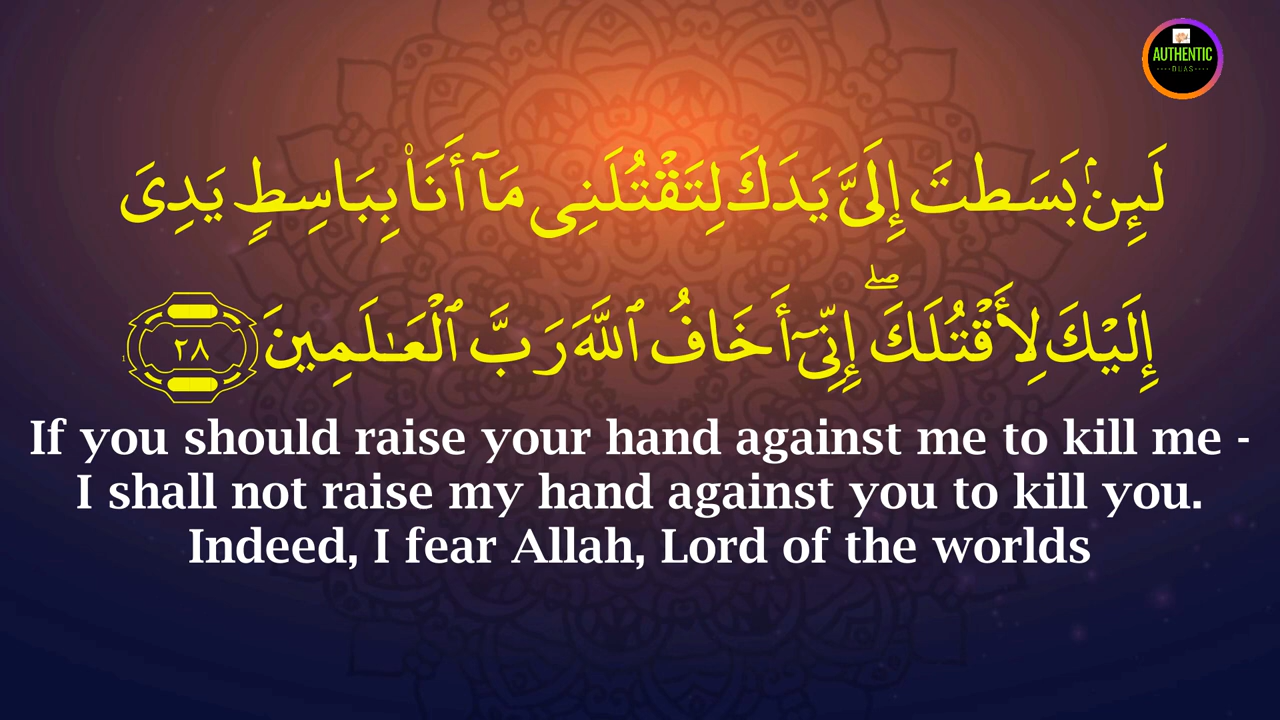 AUTHENTIC
DUAS
لَئِنۢ بَسَطتَ إِلَىَّ يَدَكَ لِتَقْتُلَنِى مَآ أَنَا۠ بِبَاسِطٍ يَدِىَ
إِلَيْكَ لِأَقْتُلَكَ ۖ إِنِّىٓ أَخَافُ ٱللَّهَ رَبَّ ٱلْعَـٰلَمِينَ ٢٨
If you should raise your hand against me to kill me -
I shall not raise my hand against you to kill you.
Indeed, I fear Allah, Lord of the worlds